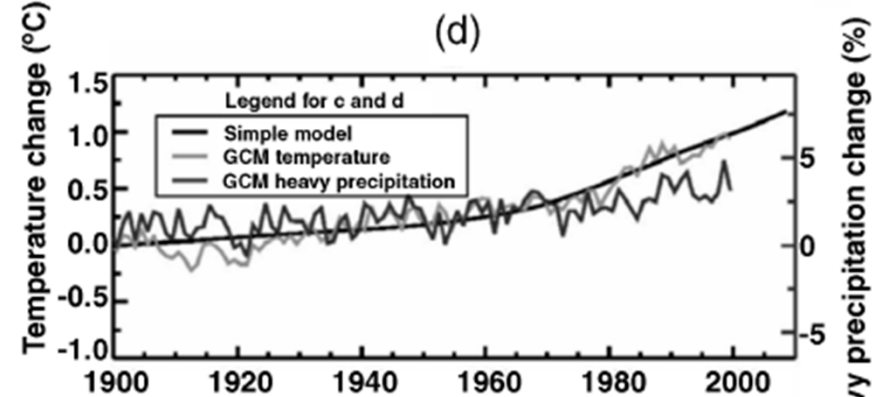 (d)
Temperature change (°C)
1.5
1.0
0.5
0.0
-0.5
-1.0
Legend for c and d
Simple model
GCM temperature
GCM heavy precipitation
5
0
-5
precipitation change (%)
1900 1920 1940 1960 1980 2000